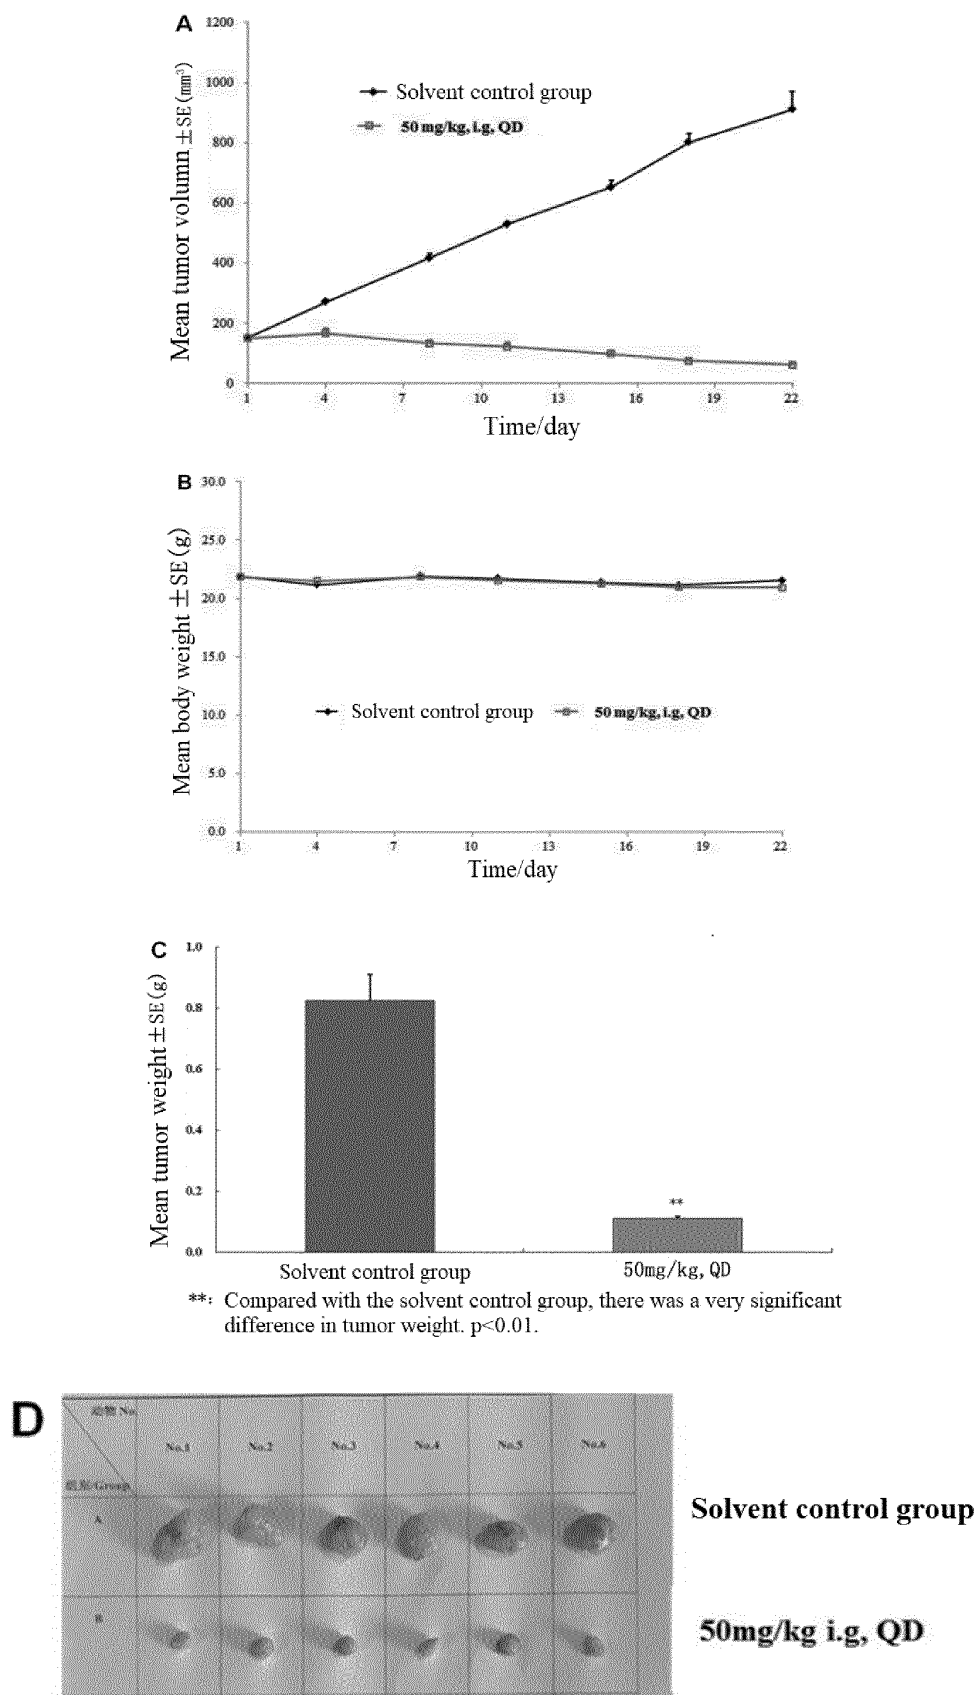 A
1200
1000
800
600
400
200
0
Mean tumor volumn ±SE(mm³)
Solvent control group
50 mg/kg, i.g, QD
1 4 7 10 13 16 19 22
Time/day
B
30.0
25.0
20.0
15.0
10.0
5.0
0.0
Mean body weight ±SE(g)
Solvent control group 50 mg/kg, i.g, QD
1 4 7 10 13 16 19 22
Time/day
C
1.0
0.8
0.6
0.4
0.2
0.0
Mean tumor weight ±SE(g)
**
Solvent control group 50mg/kg, QD
**: Compared with the solvent control group, there was a very significant
difference in tumor weight. p<0.01.
D
No.
No.1 No.2 No.3 No.4 No.5 No.6
/Group
A
Solvent control group
B
50mg/kg i.g, QD